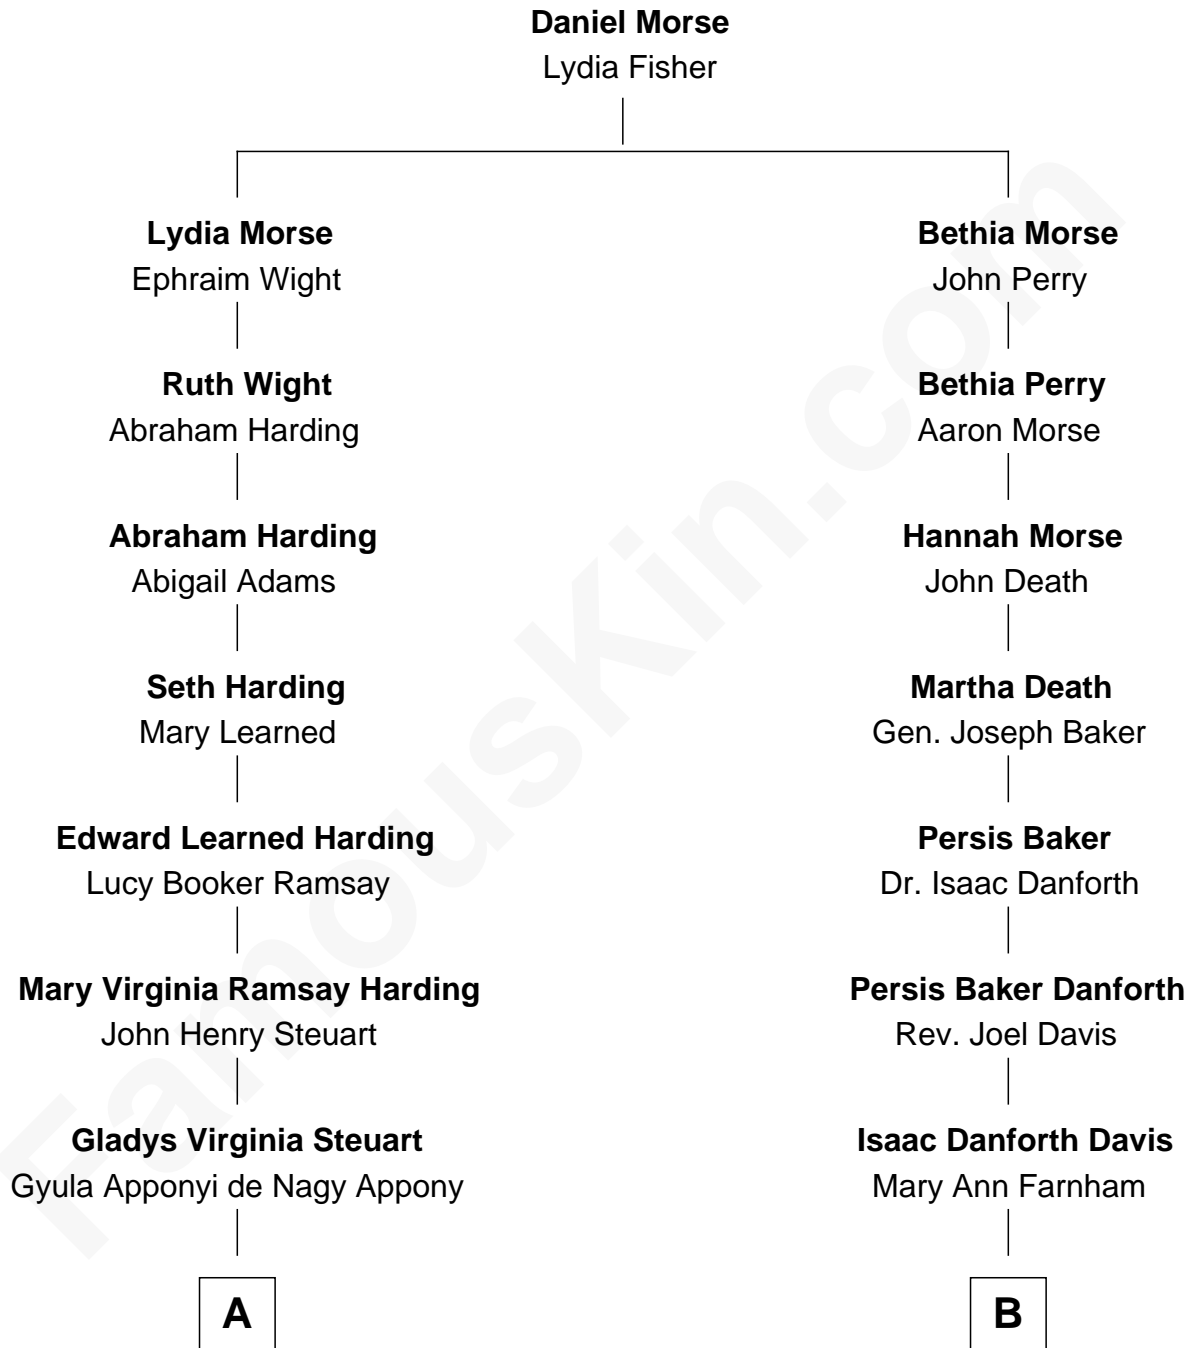 Daniel Morse
Lydia Fisher
Lydia Morse
Ephraim Wight
Ruth Wight
Abraham Harding
Abraham Harding
Abigail Adams
Seth Harding
Mary Learned
Edward Learned Harding
Lucy Booker Ramsay
Mary Virginia Ramsay Harding
John Henry Steuart
Gladys Virginia Steuart
Gyula Apponyi de Nagy Appony
A
Bethia Morse
John Perry
Bethia Perry
Aaron Morse
Hannah Morse
John Death
Martha Death
Gen. Joseph Baker
Persis Baker
Dr. Isaac Danforth
Persis Baker Danforth
Rev. Joel Davis
Isaac Danforth Davis
Mary Ann Farnham
B
FamousKin.com